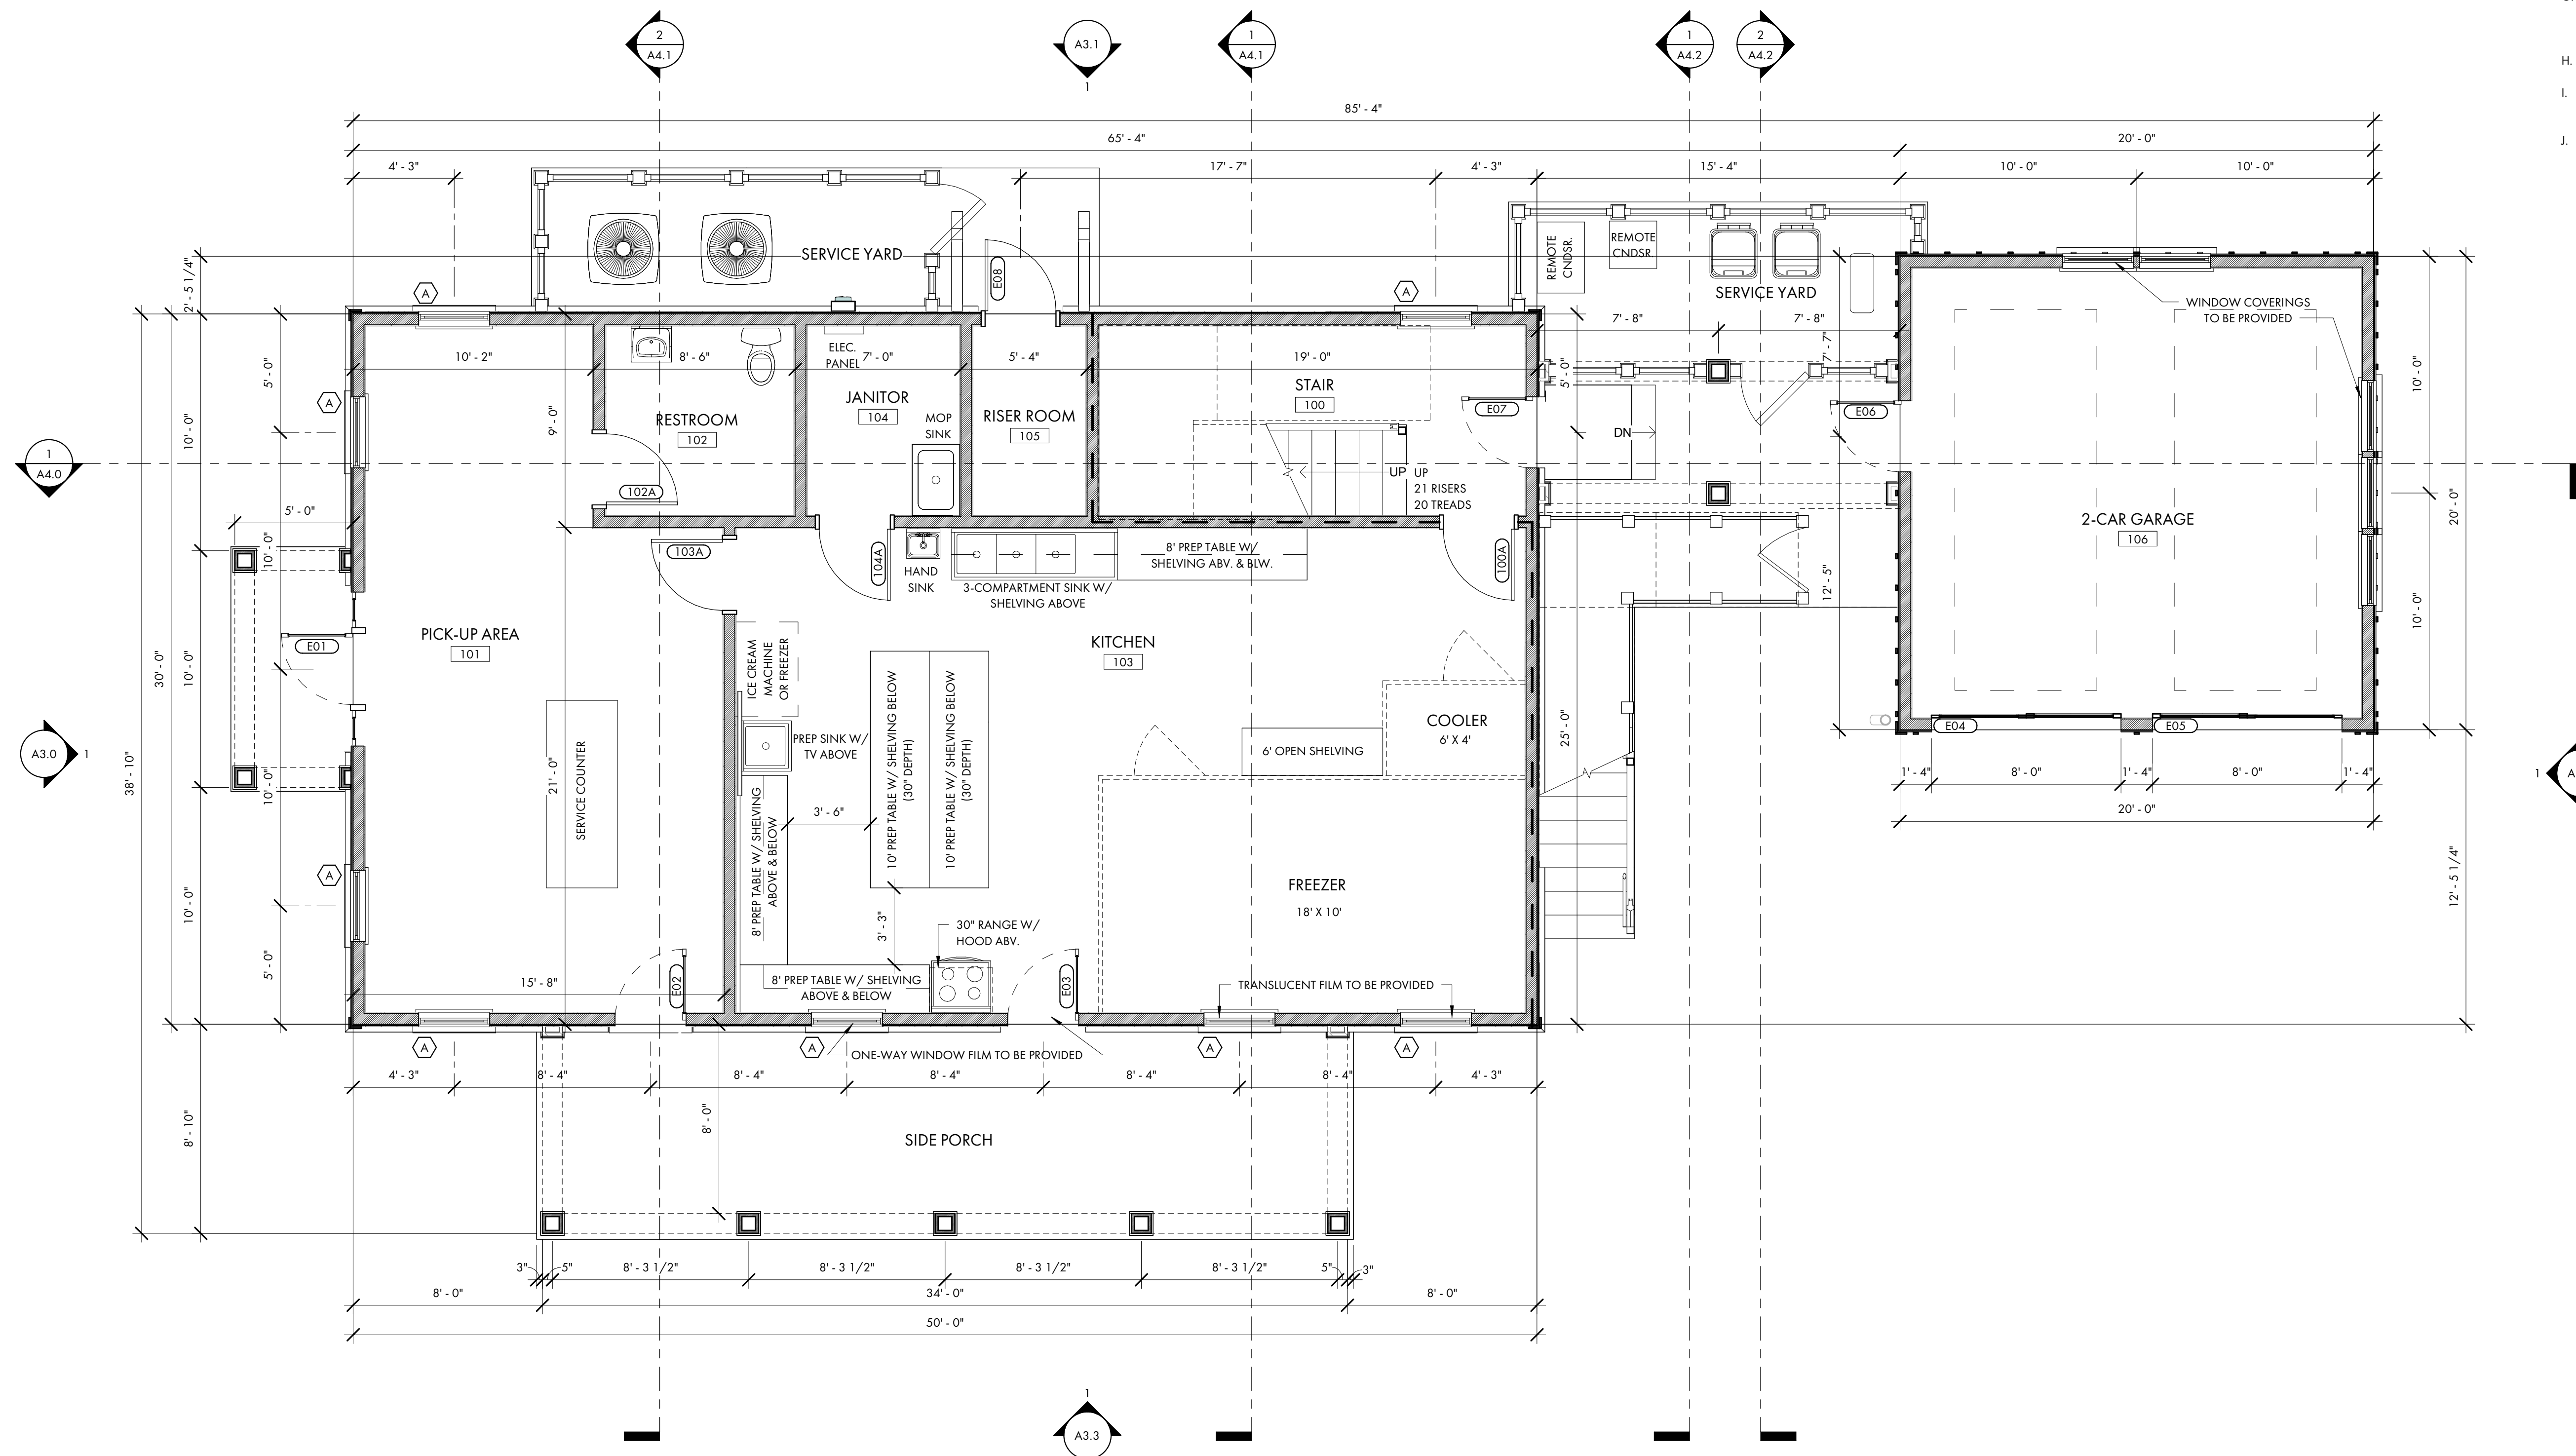 2
A4.1
A3.1
1
1
A4.1
1
A4.2
2
A4.2
H.
I.
J.
85' - 4"
65' - 4"
20' - 0"
4' - 3"
17' - 7"
4' - 3"
15' - 4"
10' - 0"
10' - 0"
SERVICE YARD
E08
REMOTE
CNDSR.
REMOTE
CNDSR.
SERVICE YARD
WINDOW COVERINGS
TO BE PROVIDED
2' - 5 1/4"
A
A
7' - 8"
7' - 8"
7' - 7"
5' - 0"
10' - 2"
8' - 6"
ELEC.
PANEL
7' - 0"
5' - 4"
19' - 0"
5' - 0"
10' - 0"
STAIR
100
A
JANITOR
104
MOP
SINK
RISER ROOM
105
RESTROOM
102
E07
E06
DN
10' - 0"
9' - 0"
1
A4.0
UP
UP
21 RISERS
20 TREADS
102A
5' - 0"
10' - 0"
20' - 0"
2-CAR GARAGE
106
103A
104A
HAND
SINK
3-COMPARTMENT SINK W/
SHELVING ABOVE
8' PREP TABLE W/
SHELVING ABV. & BLW.
100A
12' - 5"
10' - 0"
E01
PICK-UP AREA
101
ICE CREAM
MACHINE
OR FREEZER
KITCHEN
103
30' - 0"
10' - 0"
38' - 10"
A3.0
1
10' - 0"
21' - 0"
SERVICE COUNTER
PREP SINK W/
TV ABOVE
10' PREP TABLE W/ SHELVING BELOW
(30" DEPTH)
10' PREP TABLE W/ SHELVING BELOW
(30" DEPTH)
COOLER
6' X 4'
6' OPEN SHELVING
25' - 0"
E04
E05
1' - 4"
8' - 0"
1' - 4"
8' - 0"
1' - 4"
20' - 0"
1
A
3' - 6"
8' PREP TABLE W/ SHELVING
ABOVE & BELOW
A
10' - 0"
5' - 0"
3' - 3"
30" RANGE W/
HOOD ABV.
FREEZER
18' X 10'
12' - 5 1/4"
15' - 8"
E02
8' PREP TABLE W/ SHELVING
ABOVE & BELOW
E03
TRANSLUCENT FILM TO BE PROVIDED
A
A
ONE-WAY WINDOW FILM TO BE PROVIDED
A
A
4' - 3"
8' - 4"
8' - 4"
8' - 4"
8' - 4"
8' - 4"
4' - 3"
8' - 10"
8' - 0"
SIDE PORCH
3"
5"
8' - 3 1/2"
8' - 3 1/2"
8' - 3 1/2"
8' - 3 1/2"
5"
3"
8' - 0"
34' - 0"
8' - 0"
50' - 0"
1
A3.3